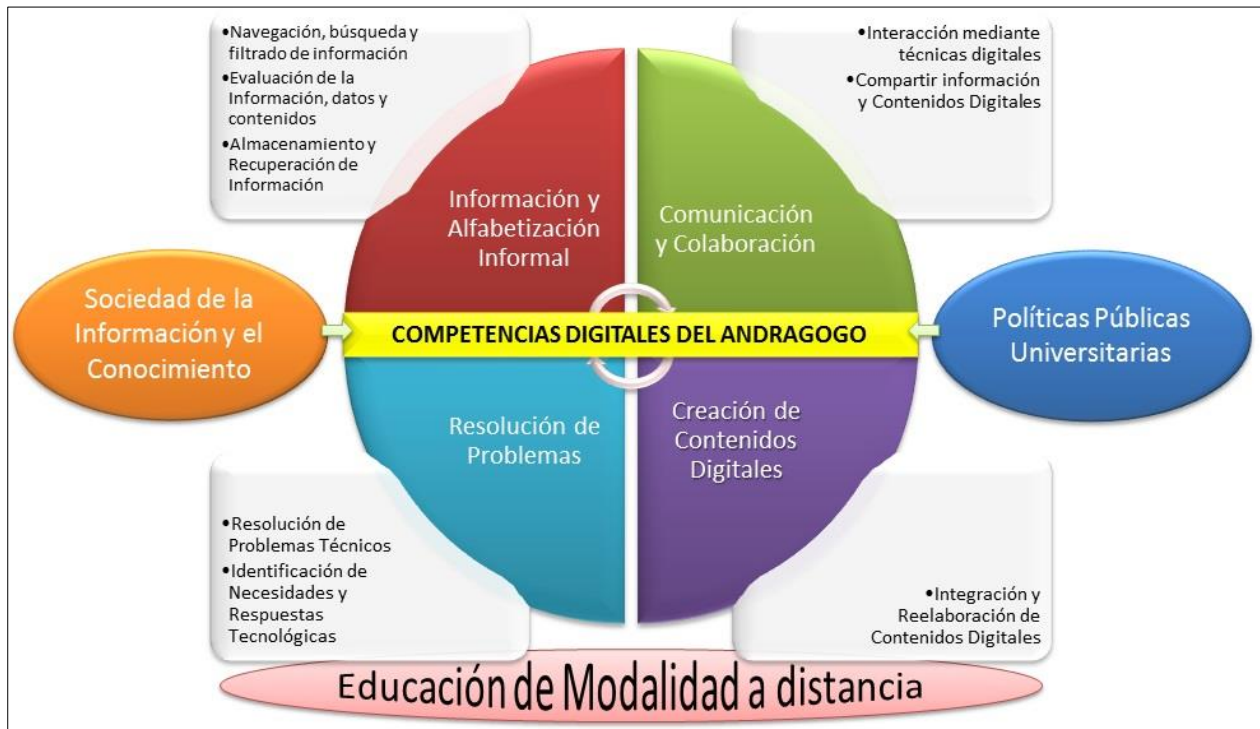 •Navegación, búsqueda y
filtrado de información
•Evaluación de la
Información, datos y
contenidos
•Almacenamiento y
Recuperación de
Información
•Interacción mediante
técnicas digitales
•Compartir información
y Contenidos Digitales
Información y
Alfabetización
Informal
Comunicación
y Colaboración
Sociedad de la
Información y el
Conocimiento
COMPETENCIAS DIGITALES DEL ANDRAGOGO
Políticas Públicas
Universitarias
Resolución de
Problemas
Creación de
Contenidos
Digitales
•Resolución de
Problemas Técnicos
•Identificación de
Necesidades y
Respuestas
Tecnológicas
•Integración y
Reelaboración de
Contenidos Digitales
Educación de Modalidad a distancia